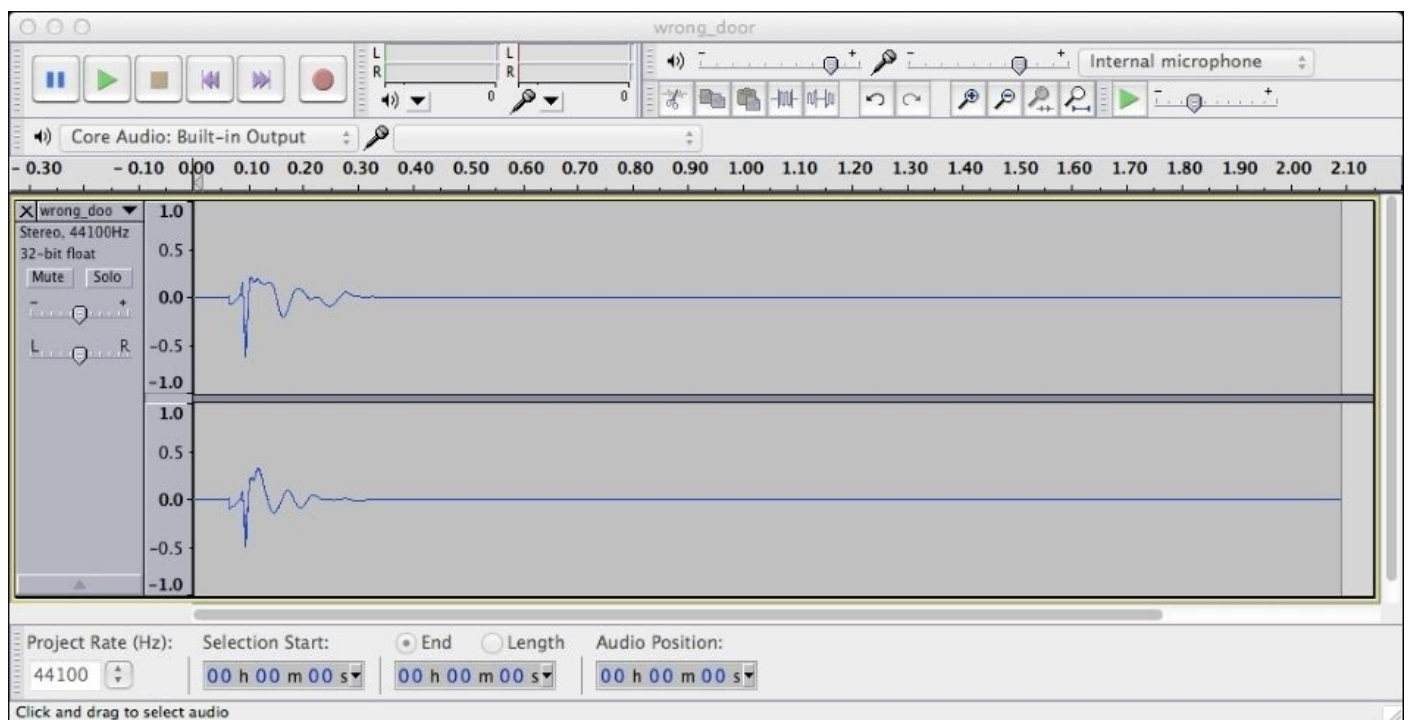 wrong_door
L L
R R
0 0
- + - + Internal microphone
- +
Core Audio: Built-in Output
- 0.30 - 0.10 0.00 0.10 0.20 0.30 0.40 0.50 0.60 0.70 0.80 0.90 1.00 1.10 1.20 1.30 1.40 1.50 1.60 1.70 1.80 1.90 2.00 2.10
X wrong_doo 1.0
Stereo, 44100Hz
32-bit float 0.5
Mute Solo
- + 0.0
L R -0.5
-1.0
1.0
0.5
0.0
-0.5
-1.0
Project Rate (Hz): Selection Start: End Length Audio Position:
44100 00 h 00 m 00 s 00 h 00 m 00 s 00 h 00 m 00 s
Click and drag to select audio